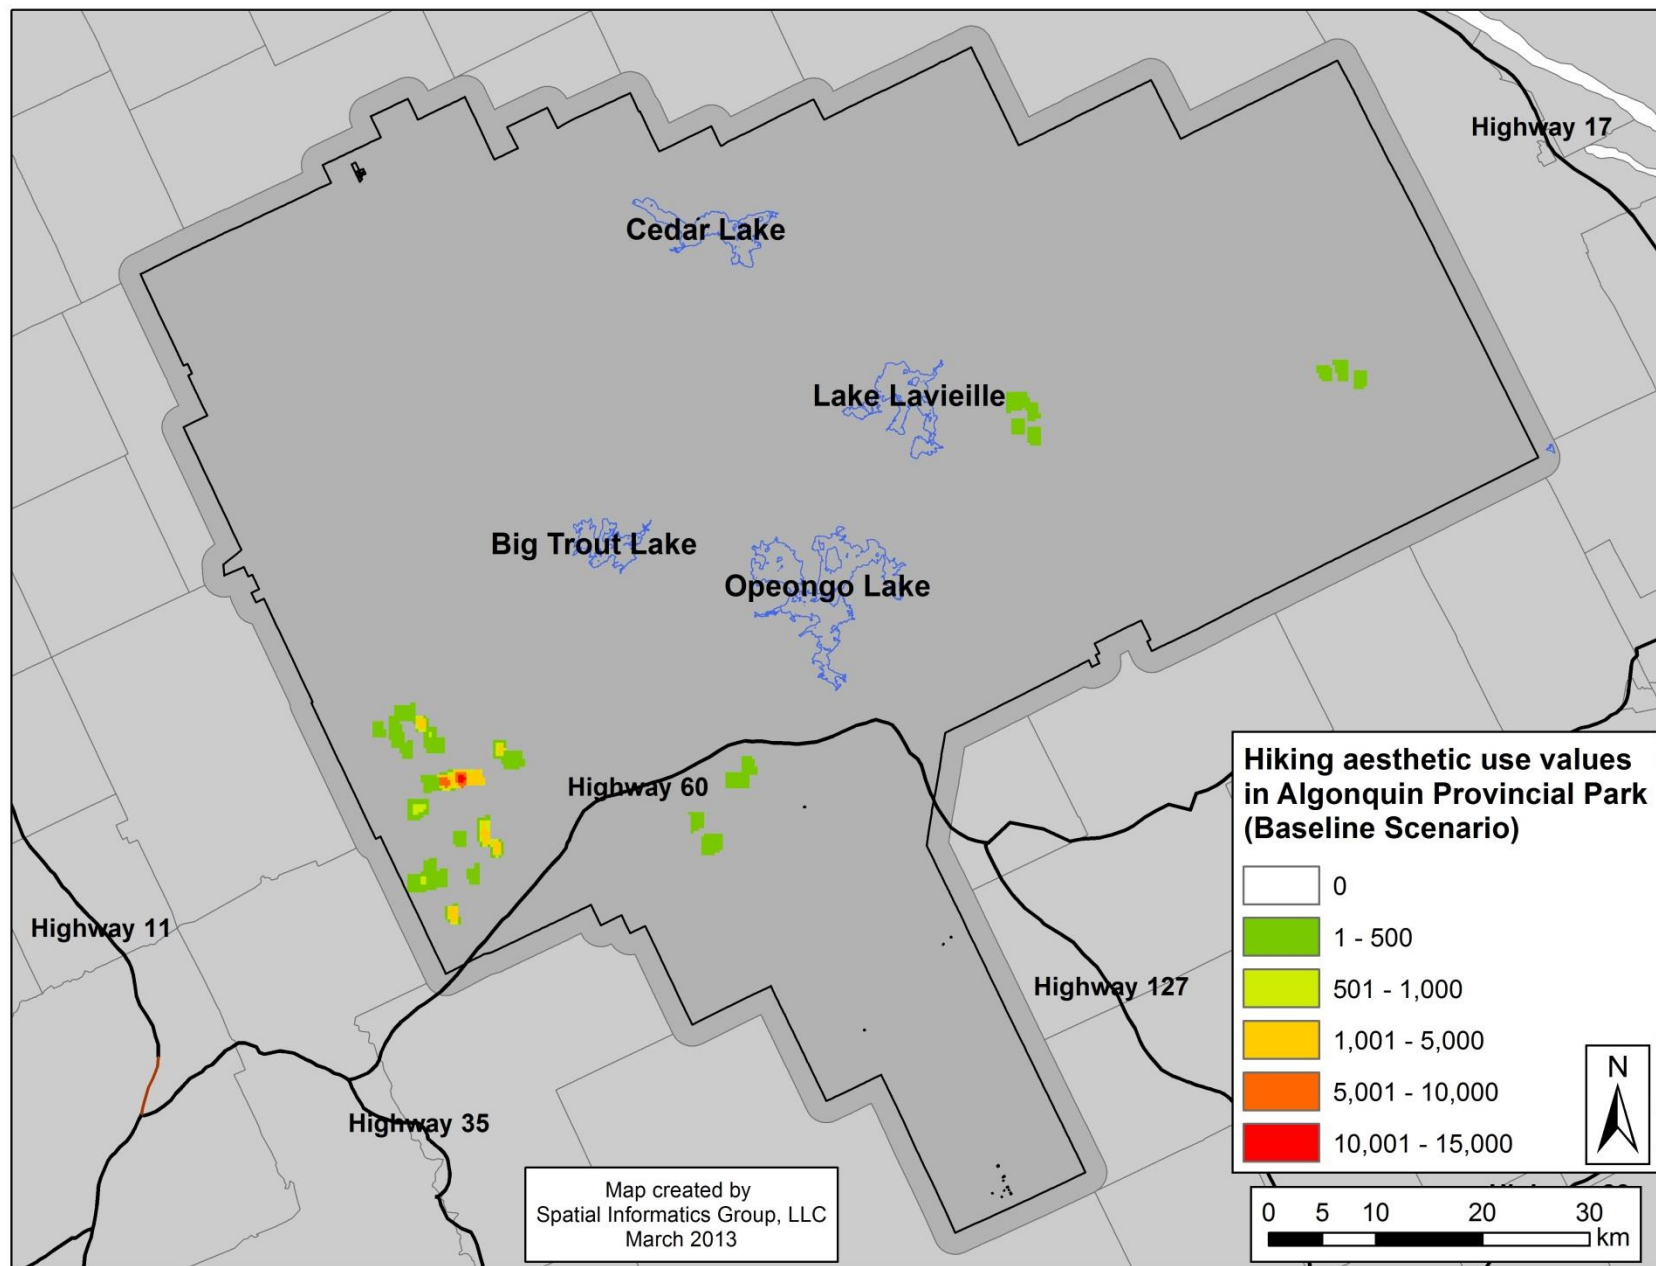 Highway 17
Cedar Lake
Lake Lavieille
Big Trout Lake
Opeongo Lake
Highway 60
Highway 11
Highway 127
Highway 35
Hiking aesthetic use values
in Algonquin Provincial Park
(Baseline Scenario)
0
1 - 500
501 - 1,000
1,001 - 5,000
5,001 - 10,000
10,001 - 15,000
N
Map created by
Spatial Informatics Group, LLC
March 2013
0 5 10 20 30
km